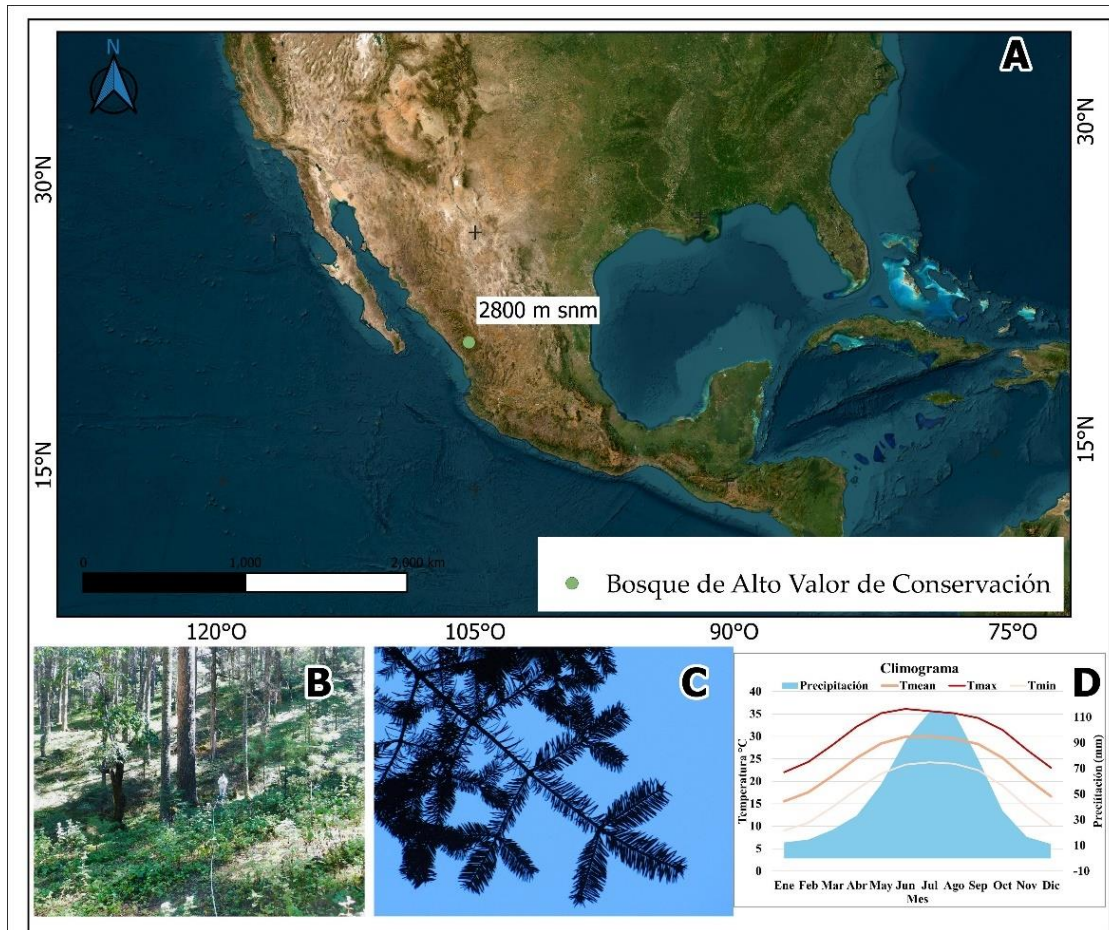 N
A
30°N
30°N
2800 m snm
15°N
15°N
0 1,000 2,000 km
Bosque de Alto Valor de Conservación
120°O 105°O 90°O 75°O
B
C
D
Climograma
Precipitación Tmean Tmax Tmin
40
35
30
25
20
15
10
5
0
Temperatura °C
110
90
70
50
30
10
-10
Preciitación (mm)
Ene Feb Mar Abr May Jun Jul Ago Sep Oct Nov Dic
Mes